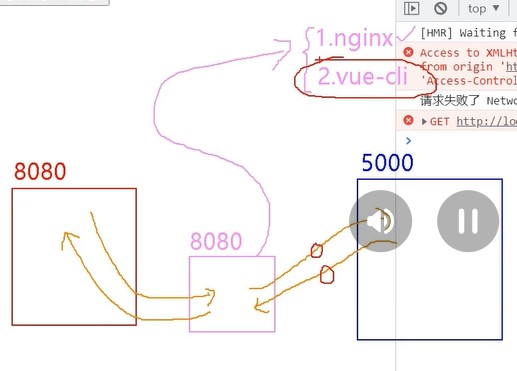 top
[HMR] Waiting f
1.nginx
Access to XMLHt
from origin 'ht
'Access-Control
2.vue-cli
请求失败了 Netwo
GET http://loc
8080
5000
8080